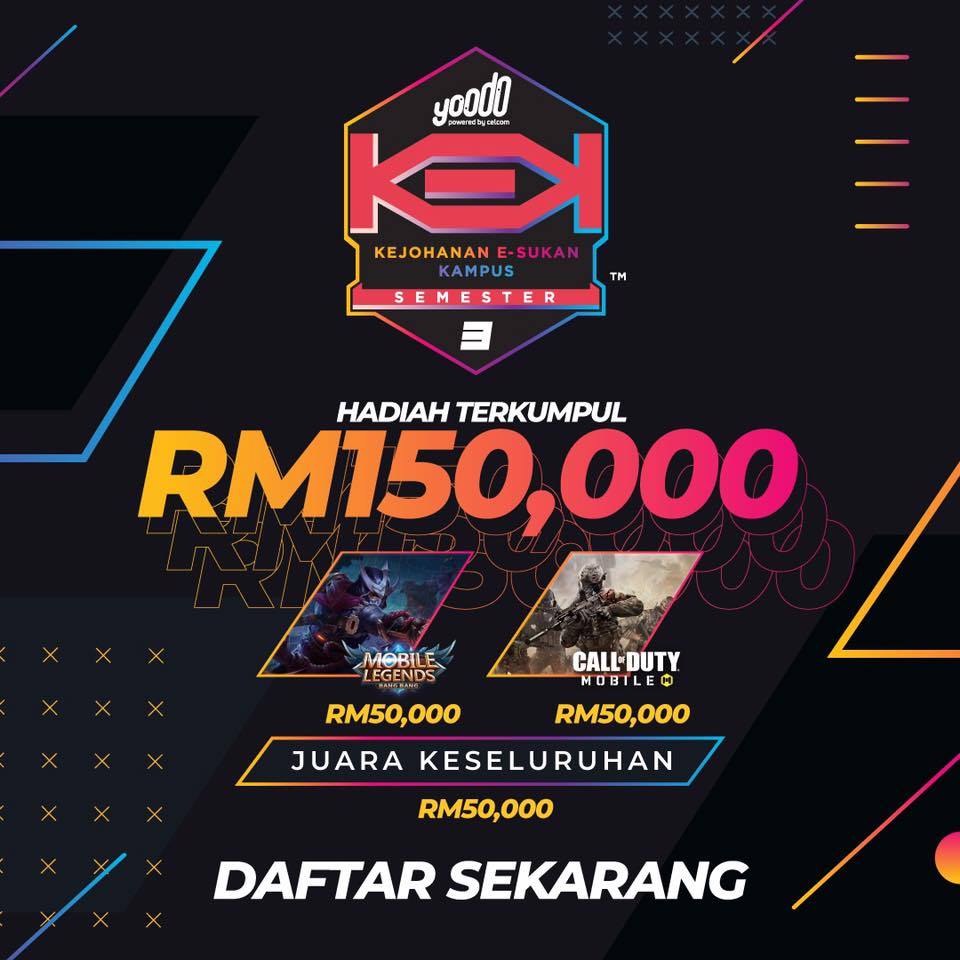 yoodo
powered by celcom
KEK
KEJOHANAN E-SUKAN
KAMPUS
SEMESTER
™
3
HADIAH TERKUMPUL
RM150,000
MOBILE
LEGENDS
BANG BANG
CALL OF DUTY
MOBILE
RM50,000 RM50,000
JUARA KESELURUHAN
RM50,000
DAFTAR SEKARANG